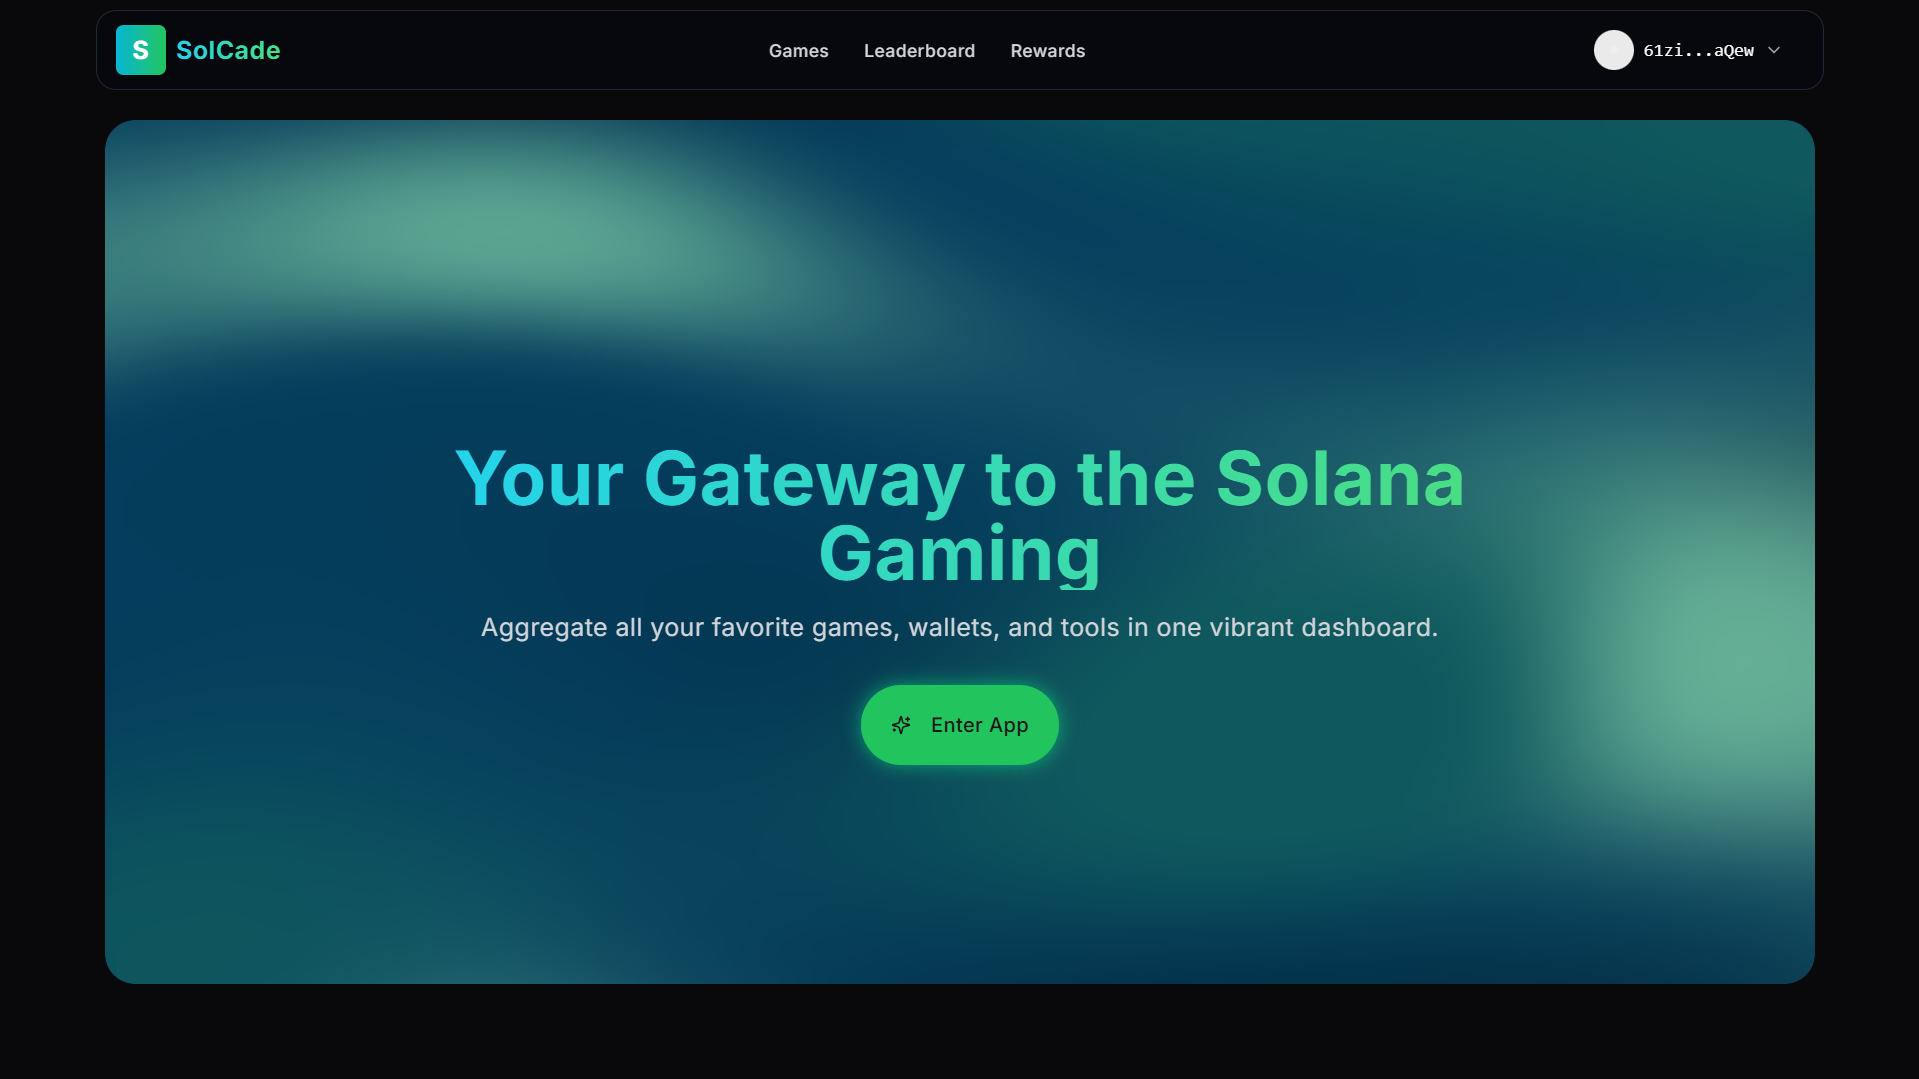 S SolCade
Games Leaderboard Rewards
61zi...aQew
Your Gateway to the Solana
Gaming
Aggregate all your favorite games, wallets, and tools in one vibrant dashboard.
Enter App